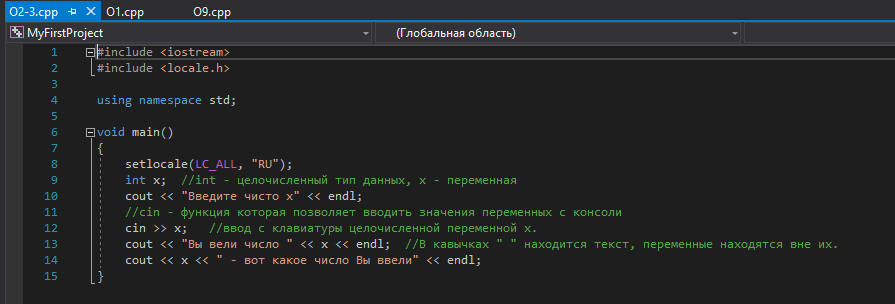 O2-3.cpp O1.cpp O9.cpp
MyFirstProject (Глобальная область)
1 #include <iostream>
2 #include <locale.h>
3
4 using namespace std;
5
6 void main()
7 {
8 setlocale(LC_ALL, "RU");
9 int x; //int - целочисленный тип данных, x - переменная
10 cout << "Введите чисто x" << endl;
11 //cin - функция которая позволяет вводить значения переменных с консоли
12 cin >> x; //ввод с клавиатуры целочисленной переменной x.
13 cout << "Вы вели число " << x << endl; //В кавычках " " находится текст, переменные находятся вне их.
14 cout << x << " - вот какое число Вы ввели" << endl;
15 }